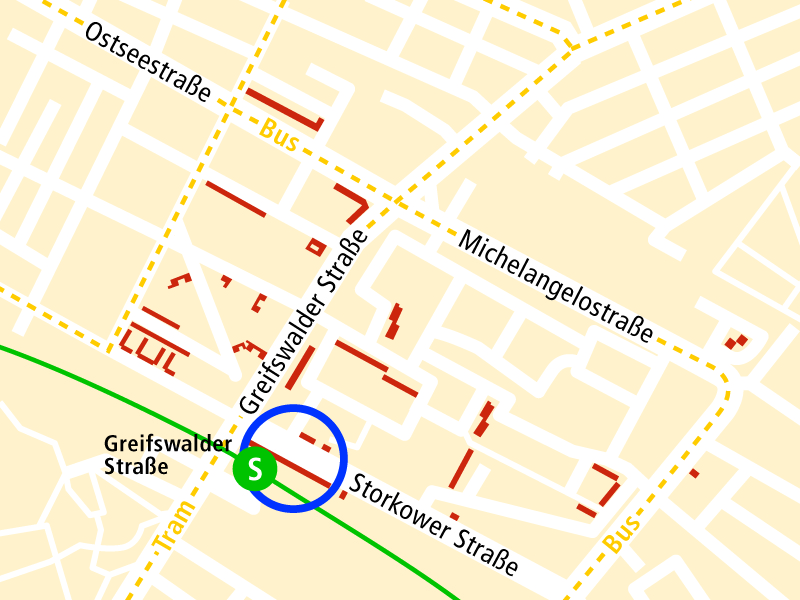 Ostseestraße
Bus
Michelangelostraße
Greifswalder Straße
Greifswalder
Straße
S
Storkower Straße
Tram
Bus